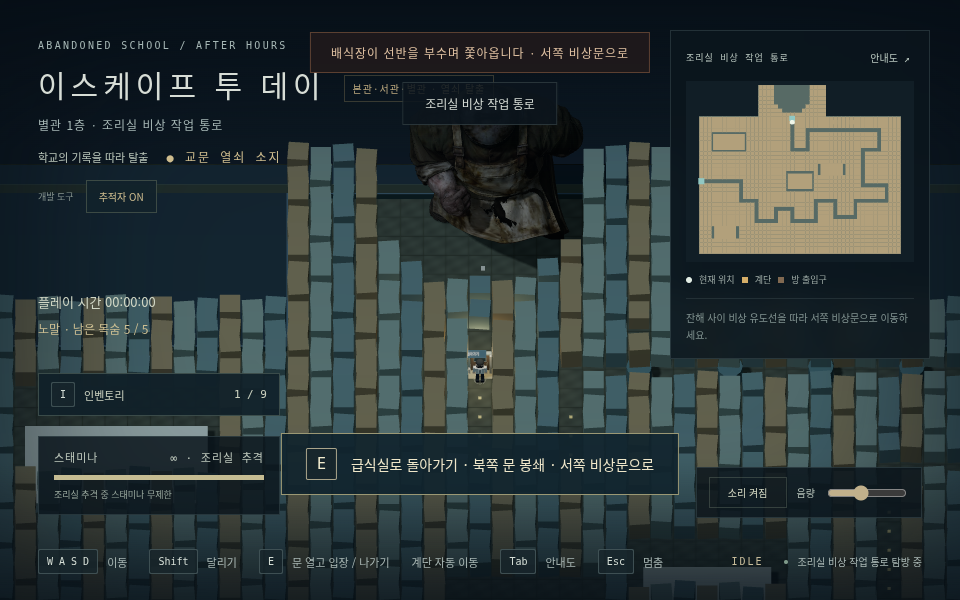 ABANDONED SCHOOL / AFTER HOURS
이스케이프 투 데이
별관 1층 · 조리실 비상 작업 통로
학교의 기록을 따라 탈출 ● 교문 열쇠 소지
개발 도구 추적자 ON
배식장이 선반을 부수며 쫓아옵니다 · 서쪽 비상문으로
본관·서관
조리실 비상 작업 통로
조리실 비상 작업 통로 안내도 ↗
현재 위치 계단 방 출입구
잔해 사이 비상 유도선을 따라 서쪽 비상문으로 이동하
세요.
플레이 시간 00:00:00
노말 · 남은 목숨 5 / 5
I 인벤토리 1 / 9
스태미나 ∞ · 조리실 추격
조리실 추격 중 스태미나 무제한
E 급식실로 돌아가기 · 북쪽 문 봉쇄 · 서쪽 비상문으로
소리 켜짐 음량
W A S D 이동 Shift 달리기 E 문 열고 입장 / 나가기 계단 자동 이동 Tab 안내도 Esc 멈춤 IDLE 조리실 비상 작업 통로 탐방 중